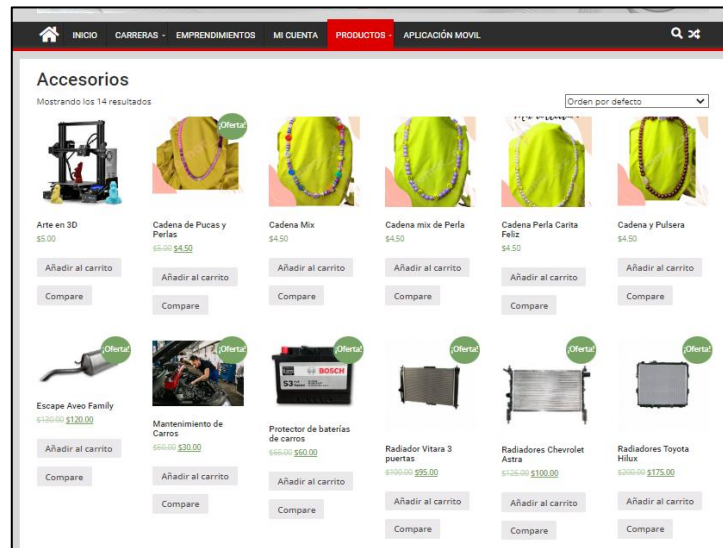 INICIO CARRERAS - EMPRENDIMIENTOS MI CUENTA PRODUCTOS - APLICACIÓN MOVIL
Accesorios
Mostrando los 14 resultados
Orden por defecto
¡Oferta!
Arte en 3D
$5.00
Añadir al carrito
Compare
Cadena de Pucas y
Perlas
$5.00 $4.50
Añadir al carrito
Compare
Cadena Mix
$4.50
Añadir al carrito
Compare
Cadena mix de Perla
$4.50
Añadir al carrito
Compare
Cadena Perla Carita
Feliz
$4.50
Añadir al carrito
Compare
Cadena y Pulsera
$4.50
Añadir al carrito
Compare
¡Oferta!
Escape Aveo Family
$130.00 $120.00
Añadir al carrito
Compare
¡Oferta!
Mantenimiento de
Carros
$60.00 $30.00
Añadir al carrito
Compare
¡Oferta!
BOSCH
S3
Protector de baterías
de carros
$65.00 $60.00
Añadir al carrito
Compare
¡Oferta!
Radiador Vitara 3
puertas
$100.00 $95.00
Añadir al carrito
Compare
¡Oferta!
Radiadores Chevrolet
Astra
$125.00 $100.00
Añadir al carrito
Compare
¡Oferta!
Radiadores Toyota
Hilux
$200.00 $175.00
Añadir al carrito
Compare